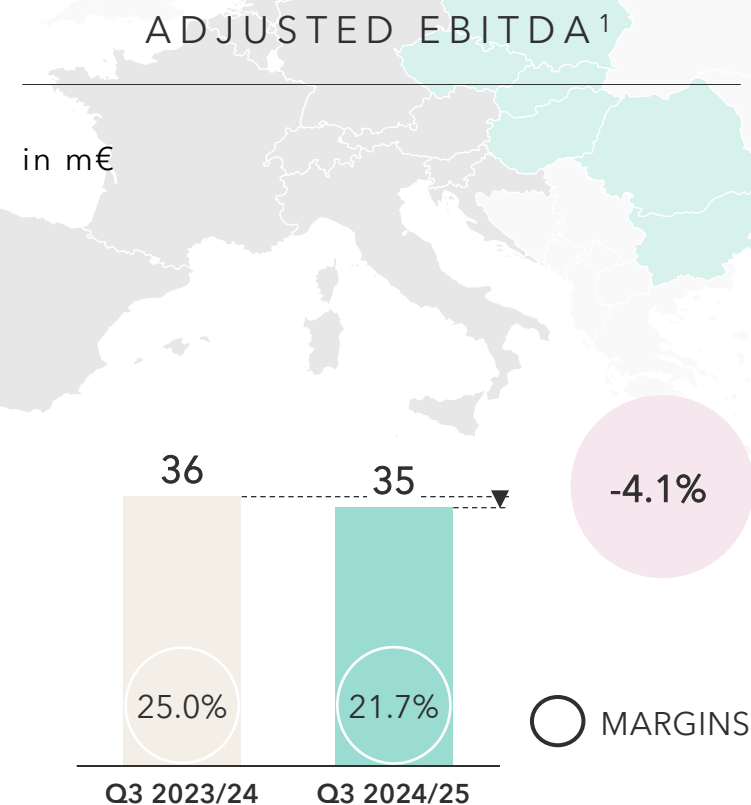 ADJUSTED EBITDA¹
in m€
36
35
-4.1%
25.0%
21.7%
MARGINS
Q3 2023/24
Q3 2024/25